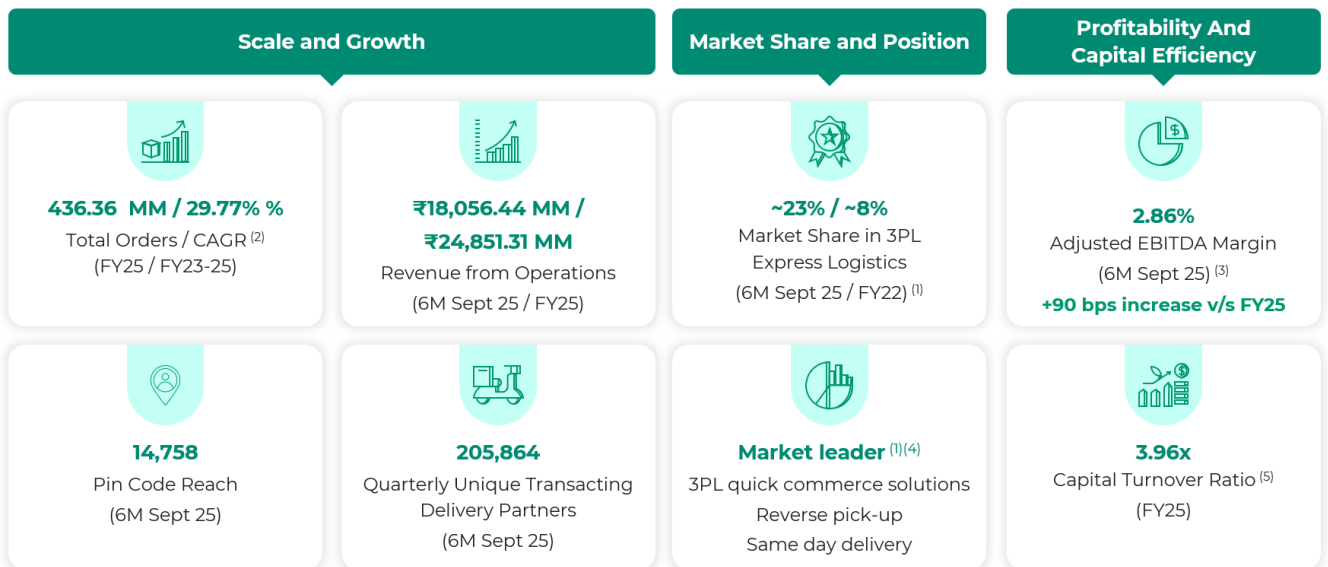 Scale and Growth
Market Share and Position
Profitability And
Capital Efficiency
436.36 MM / 29.77% %
Total Orders / CAGR (2)
(FY25 / FY23-25)
₹18,056.44 MM /
₹24,851.31 MM
Revenue from Operations
(6M Sept 25 / FY25)
~23% / ~8%
Market Share in 3PL
Express Logistics
(6M Sept 25 / FY22) (1)
2.86%
Adjusted EBITDA Margin
(6M Sept 25) (3)
+90 bps increase v/s FY25
14,758
Pin Code Reach
(6M Sept 25)
205,864
Quarterly Unique Transacting
Delivery Partners
(6M Sept 25)
Market leader (1)(4)
3PL quick commerce solutions
Reverse pick-up
Same day delivery
3.96x
Capital Turnover Ratio (5)
(FY25)